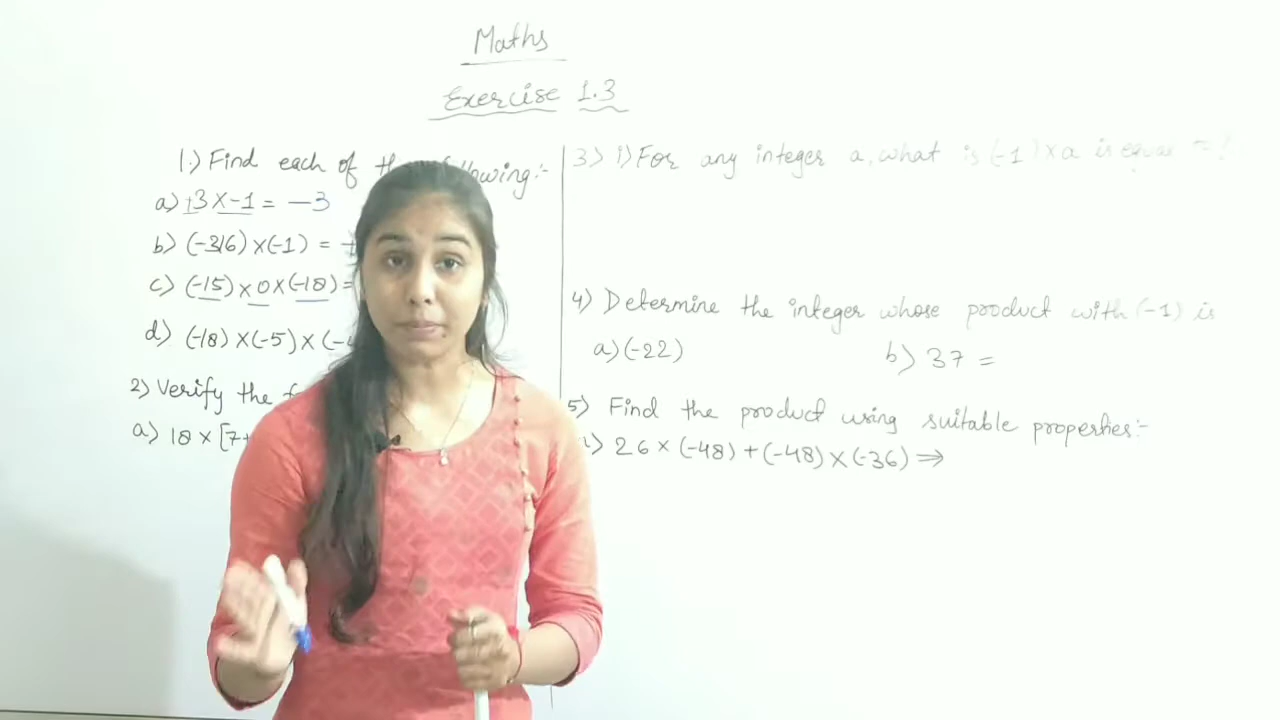 Maths
Exercise 1.3
1.) Find each of the following:-
a) +3 X -1 = -3
b) (-316) X (-1) = +
c) (-15) X 0 X (-18) =
d) (-18) X (-5) X (-4
2) Verify the f
a) 18 X [7+
3) i) For any integer a, what is (-1) X a is equal to?
4) Determine the integer whose product with (-1) is
a) (-22) b) 37 =
5) Find the product using suitable properties:-
) 26 X (-48) + (-48) X (-36) ⇒